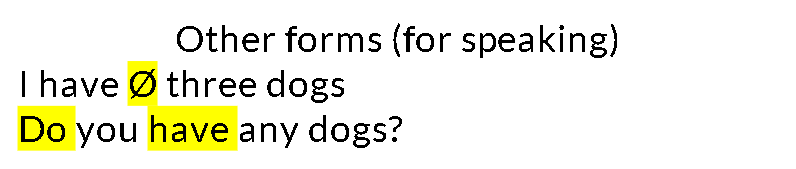 Other forms (for speaking)
I have Ø three dogs
Do you have any dogs?